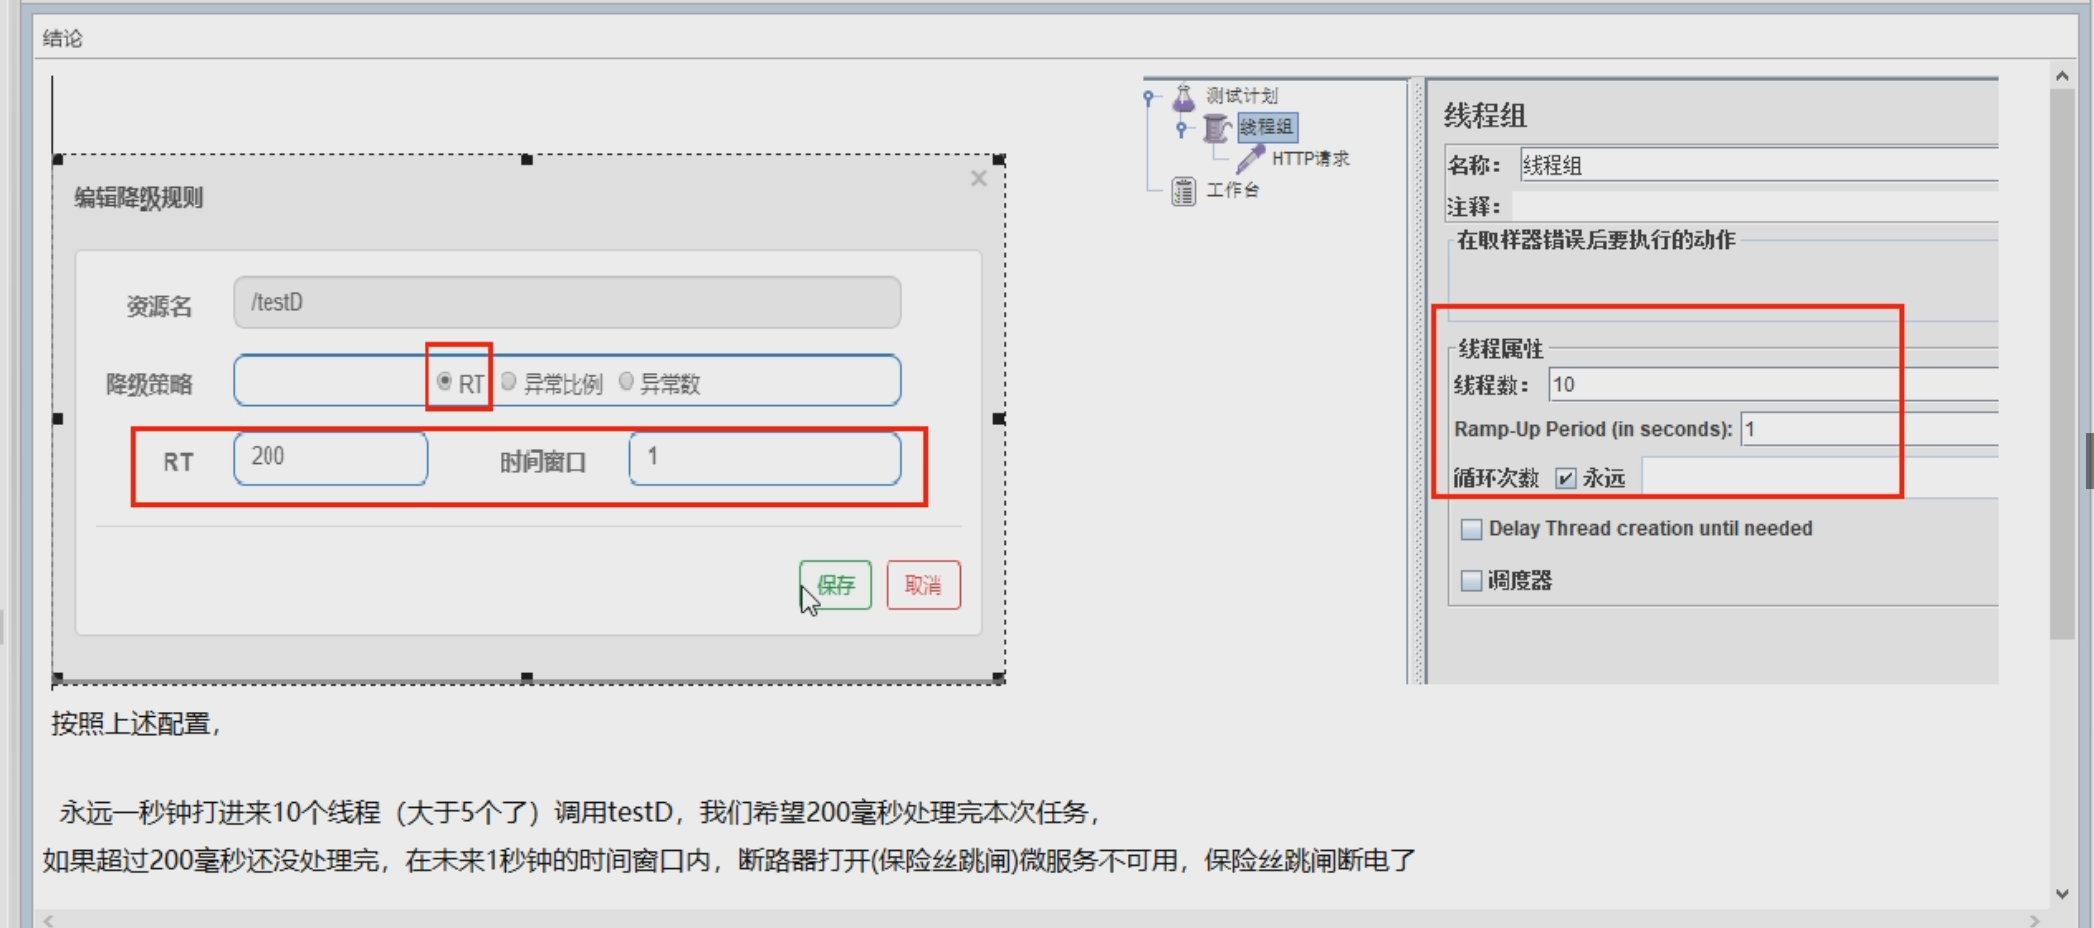 结论
编辑降级规则
×
资源名 /testD
降级策略 RT 异常比例 异常数
RT 200 时间窗口 1
保存 取消
测试计划
线程组
HTTP请求
工作台
线程组
名称： 线程组
注释：
在取样器错误后要执行的动作
线程属性
线程数： 10
Ramp-Up Period (in seconds): 1
循环次数 永远
Delay Thread creation until needed
调度器
按照上述配置，
永远一秒钟打进来10个线程（大于5个了）调用testD，我们希望200毫秒处理完本次任务，
如果超过200毫秒还没处理完，在未来1秒钟的时间窗口内，断路器打开(保险丝跳闸)微服务不可用，保险丝跳闸断电了